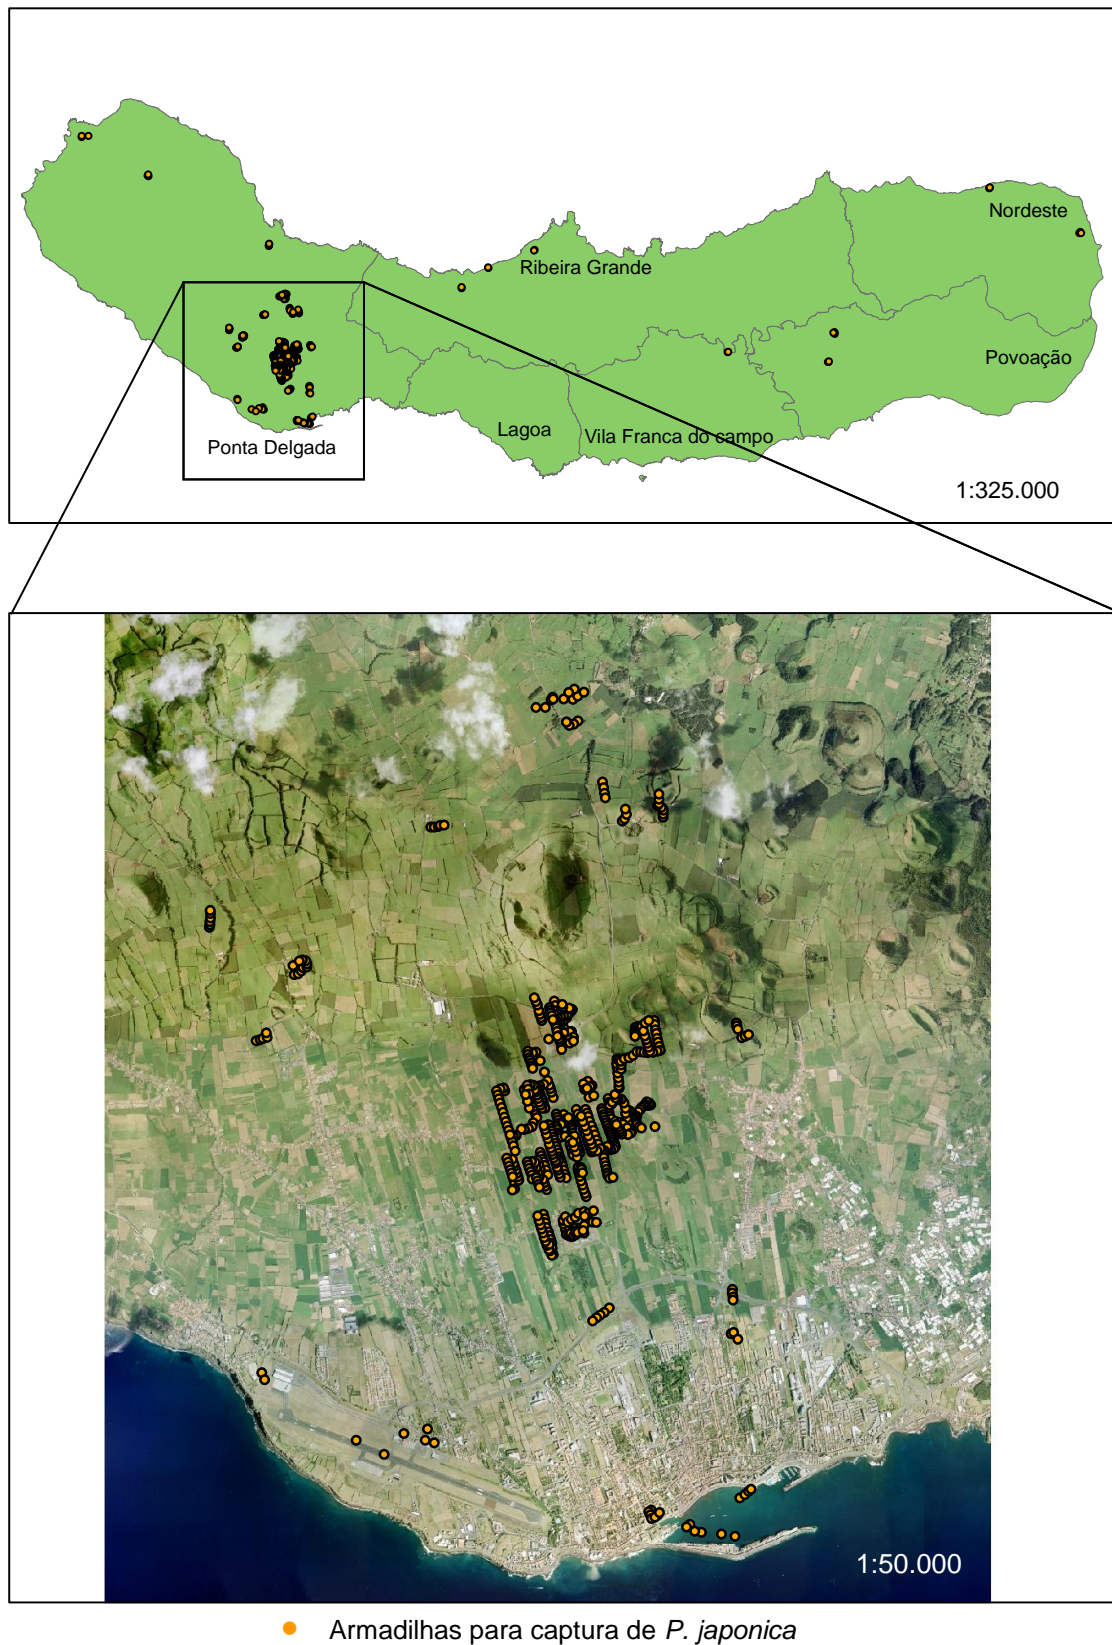 Nordeste
Ribeira Grande
Povoação
Lagoa
Vila Franca do campo
Ponta Delgada
1:325.000
1:50.000
Armadilhas para captura de P. japonica